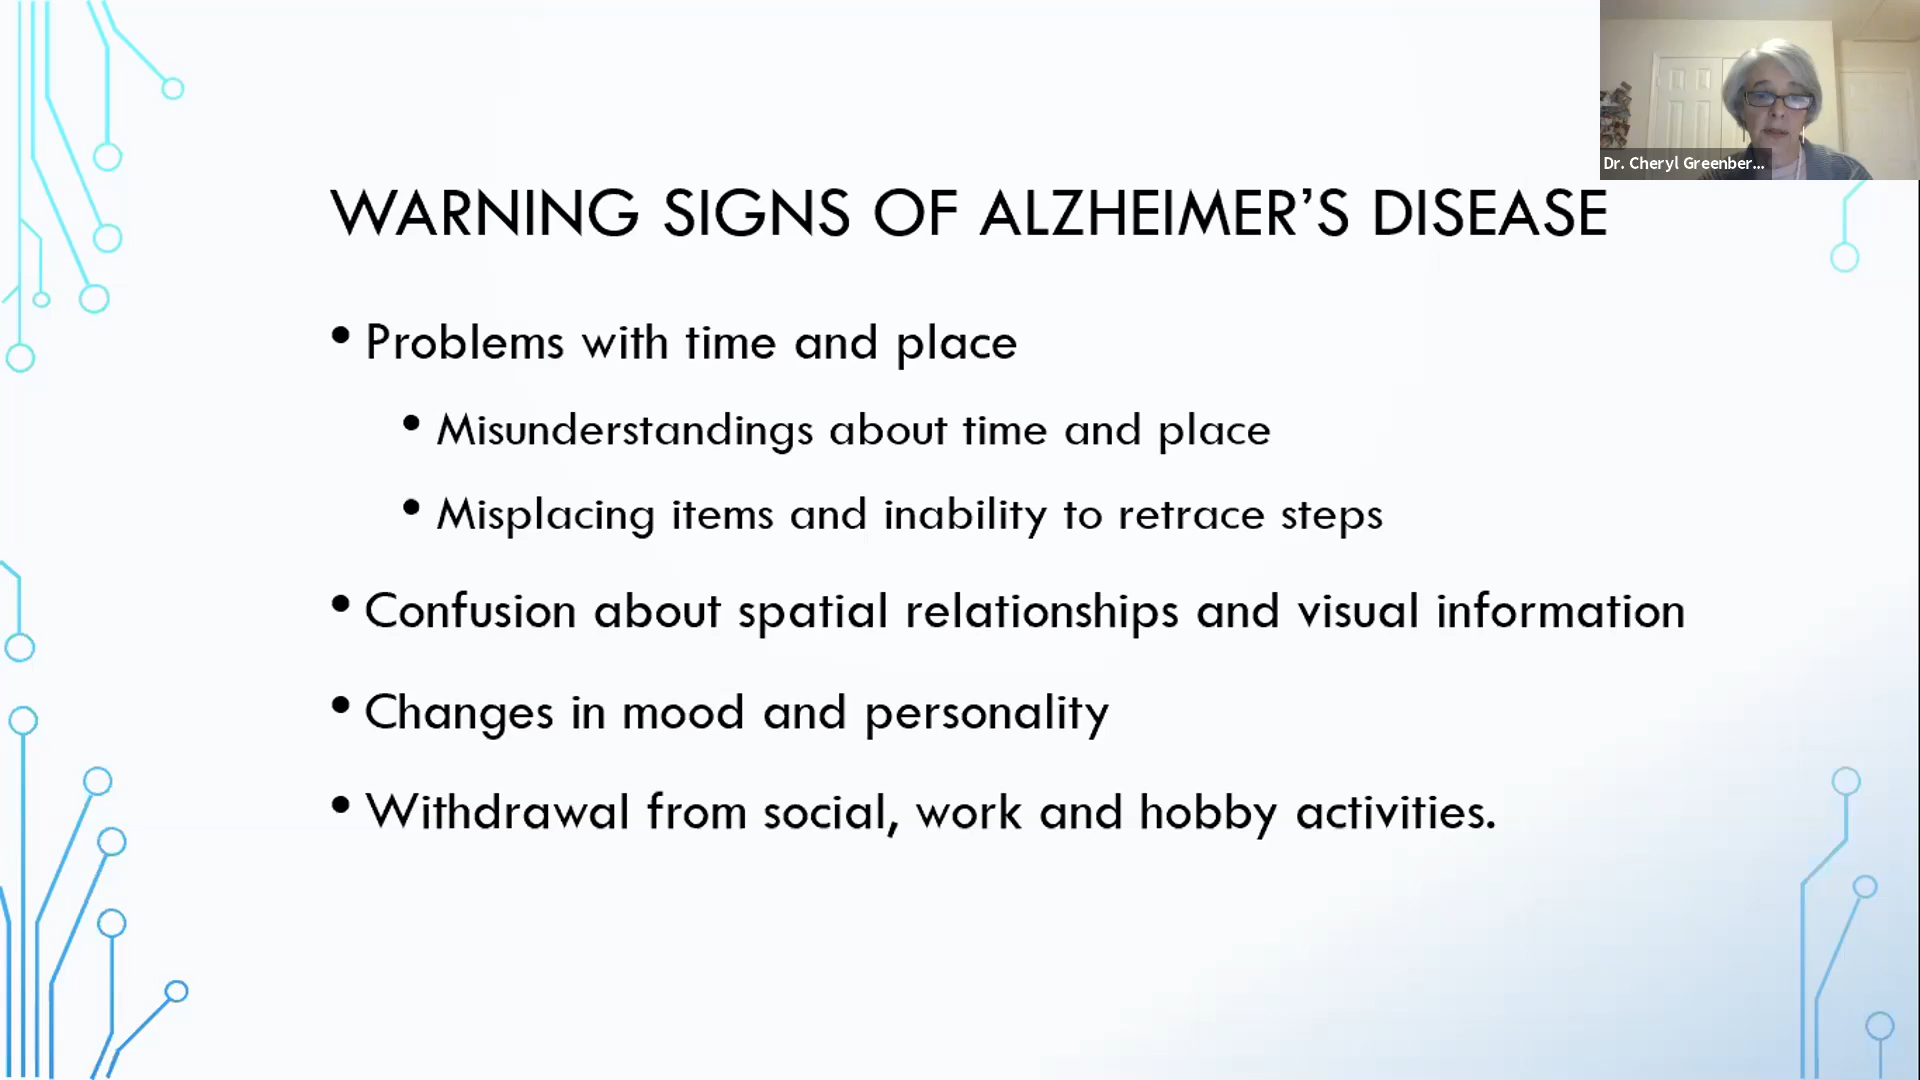 Dr. Cheryl Greenber...
WARNING SIGNS OF ALZHEIMER’S DISEASE
• Problems with time and place
• Misunderstandings about time and place
• Misplacing items and inability to retrace steps
• Confusion about spatial relationships and visual information
• Changes in mood and personality
• Withdrawal from social, work and hobby activities.